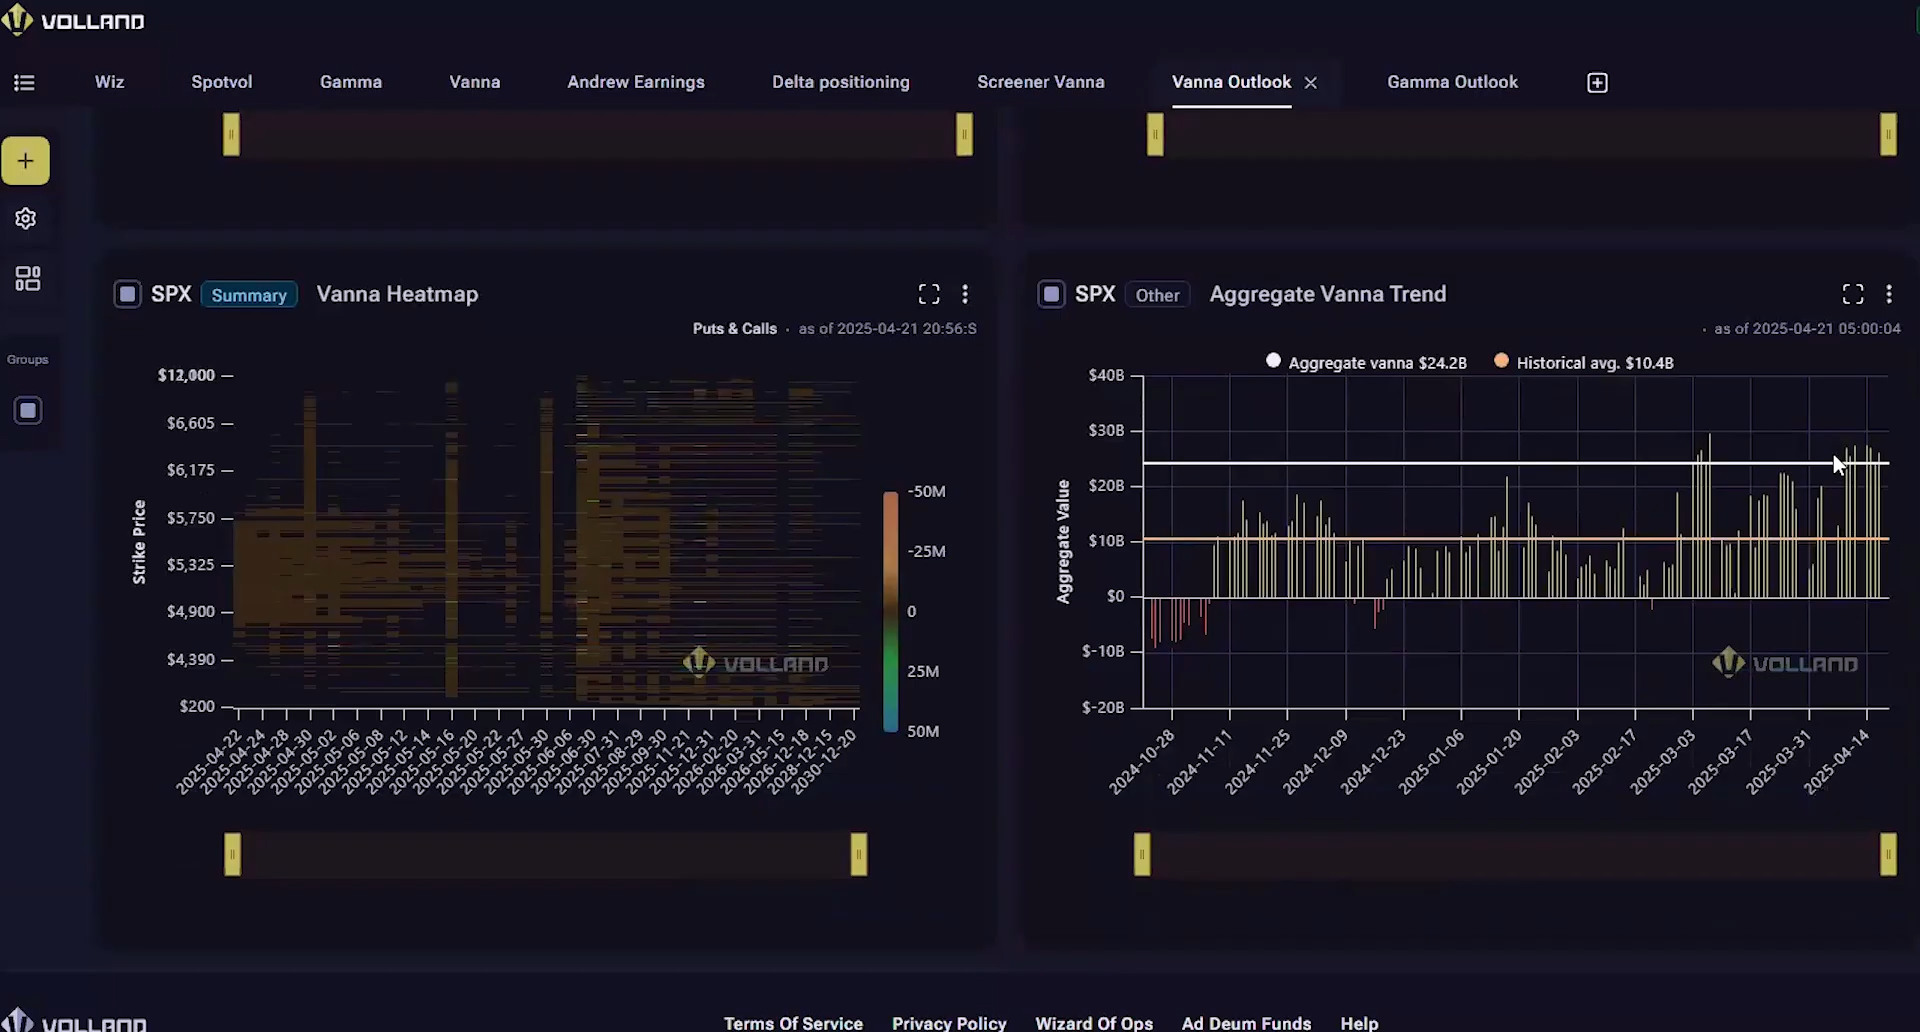 VOLLAND
Wiz Spotvol Gamma Vanna Andrew Earnings Delta positioning Screener Vanna Vanna Outlook Gamma Outlook
Groups
SPX Summary Vanna Heatmap
Puts & Calls · as of 2025-04-21 20:56:S
Strike Price
$12,000
$6,605
$6,175
$5,750
$5,325
$4,900
$4,390
$200
-50M
-25M
0
25M
50M
VOLLAND
2025-04-22
2025-04-24
2025-04-28
2025-04-30
2025-05-02
2025-05-06
2025-05-08
2025-05-12
2025-05-14
2025-05-16
2025-05-20
2025-05-22
2025-05-27
2025-05-30
2025-06-06
2025-06-30
2025-07-31
2025-08-29
2025-09-30
2025-11-21
2025-12-31
2026-02-20
2026-03-31
2026-05-15
2026-12-18
2028-12-15
2030-12-20
SPX Other Aggregate Vanna Trend
· as of 2025-04-21 05:00:04
Aggregate vanna $24.2B Historical avg. $10.4B
Aggregate Value
$40B
$30B
$20B
$10B
$0
$-10B
$-20B
VOLLAND
2024-10-28
2024-11-11
2024-11-25
2024-12-09
2024-12-23
2025-01-06
2025-01-20
2025-02-03
2025-02-17
2025-03-03
2025-03-17
2025-03-31
2025-04-14
VOLLAND
Terms Of Service Privacy Policy Wizard Of Ops Ad Deum Funds Help